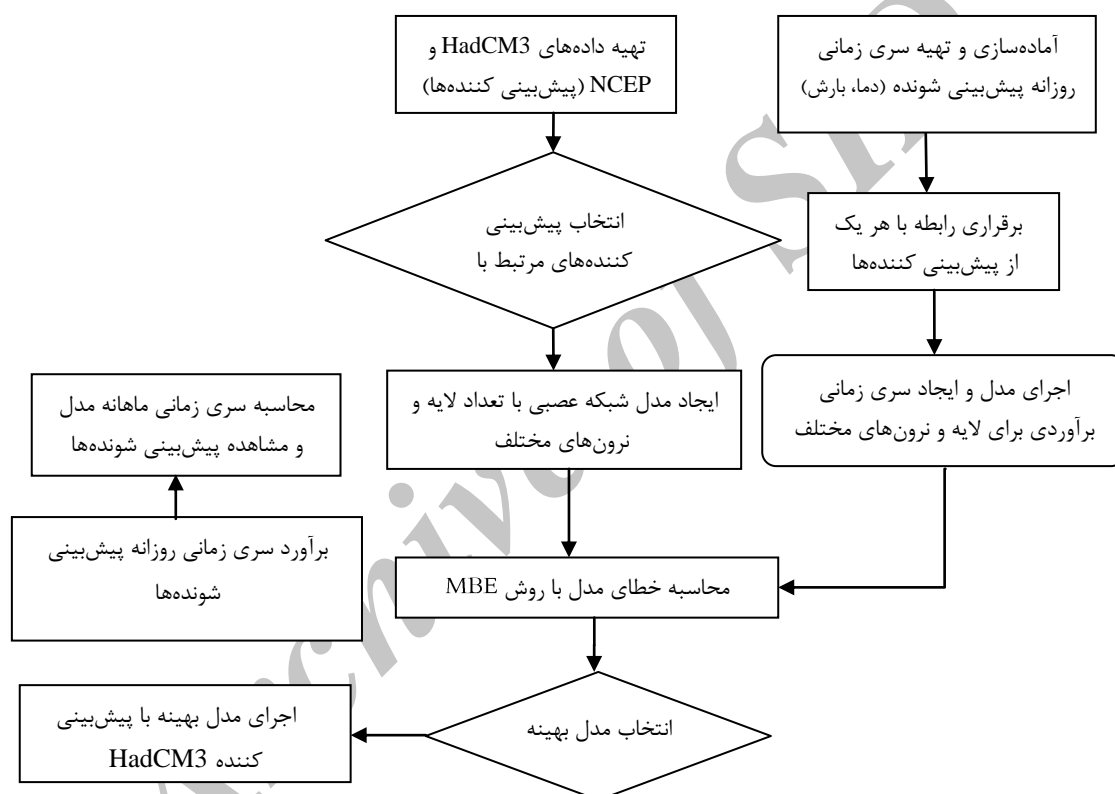 آماده‌سازی و تهیه سری زمانی
روزانه پیش‌بینی شونده (دما، بارش)
تهیه داده‌های HadCM3 و
NCEP (پیش‌بینی کننده‌ها)
برقراری رابطه با هر یک
از پیش‌بینی کننده‌ها
انتخاب پیش‌بینی
کننده‌های مرتبط با
اجرای مدل و ایجاد سری زمانی
برآوردی برای لایه و نرون‌های مختلف
ایجاد مدل شبکه عصبی با تعداد لایه و
نرون‌های مختلف
محاسبه سری زمانی ماهانه مدل
و مشاهده پیش‌بینی شونده‌ها
برآورد سری زمانی روزانه پیش‌بینی
شونده‌ها
محاسبه خطای مدل با روش MBE
انتخاب مدل بهینه
اجرای مدل بهینه با پیش‌بینی
کننده HadCM3
Archive of SID